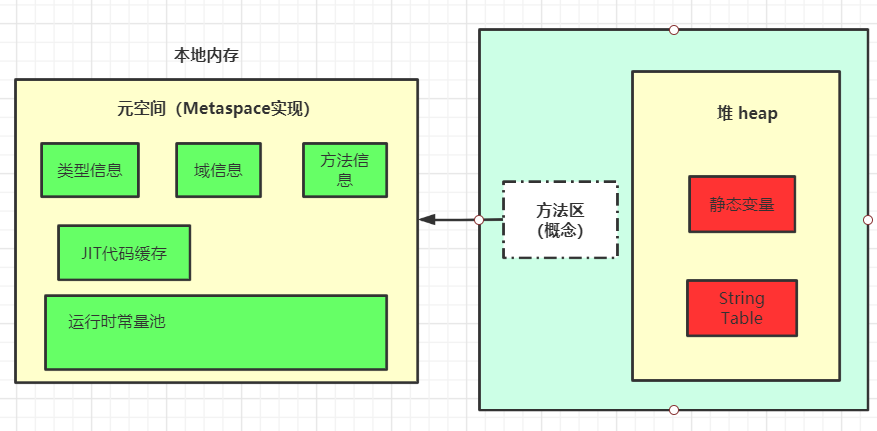 本地内存
元空间（Metaspace实现）
类型信息
域信息
方法信
息
JIT代码缓存
运行时常量池
方法区
（概念）
堆 heap
静态变量
String
Table